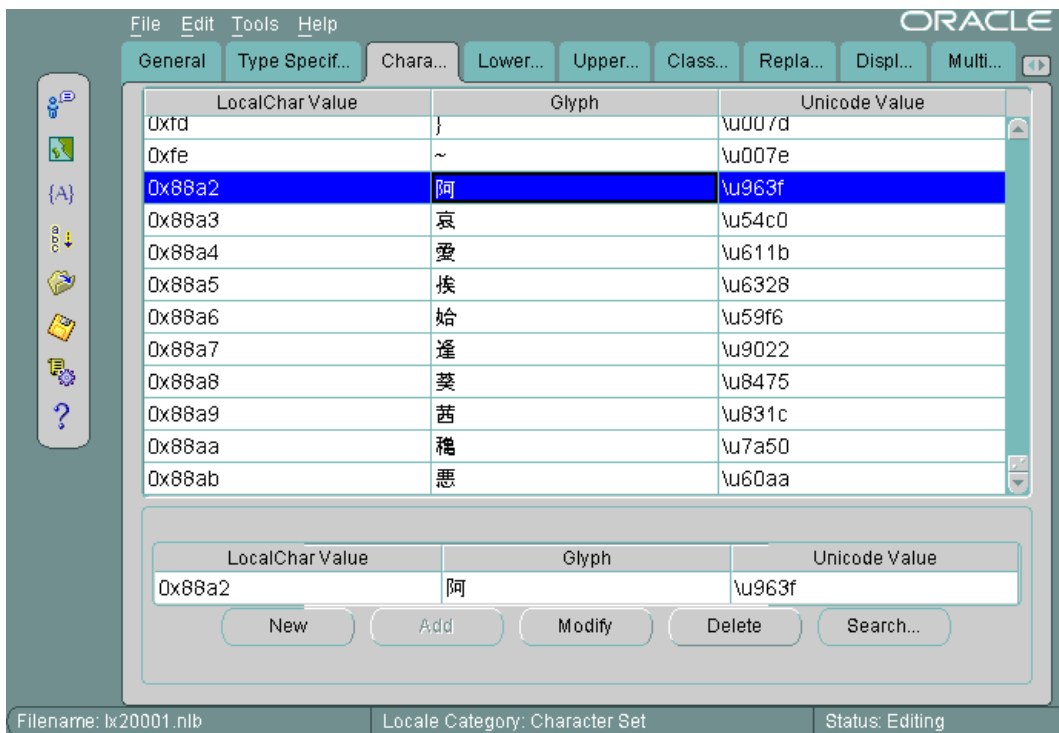 File Edit Tools Help ORACLE
General Type Specif... Chara... Lower... Upper... Class... Repla... Displ... Multi...
LocalChar Value Glyph Unicode Value
0xfd } \u007d
0xfe ~ \u007e
0x88a2 阿 \u963f
0x88a3 哀 \u54c0
0x88a4 愛 \u611b
0x88a5 挨 \u6328
0x88a6 姶 \u59f6
0x88a7 逢 \u9022
0x88a8 葵 \u8475
0x88a9 茜 \u831c
0x88aa 穐 \u7a50
0x88ab 悪 \u60aa
LocalChar Value Glyph Unicode Value
0x88a2 阿 \u963f
New Add Modify Delete Search...
Filename: lx20001.nlb Locale Category: Character Set Status: Editing